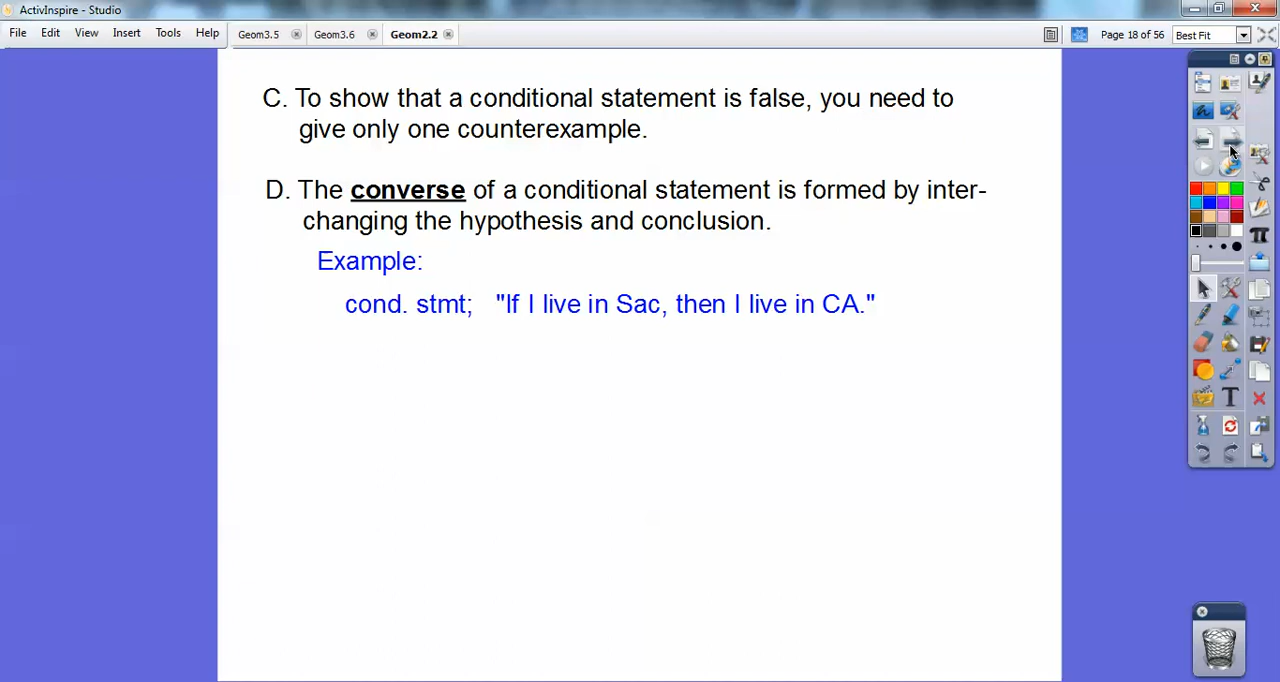 ActivInspire - Studio
File Edit View Insert Tools Help
Geom3.5 Geom3.6 Geom2.2 Page 18 of 56 Best Fit
C. To show that a conditional statement is false, you need to
give only one counterexample.
D. The converse of a conditional statement is formed by inter-
changing the hypothesis and conclusion.
Example:
cond. stmt; "If I live in Sac, then I live in CA."